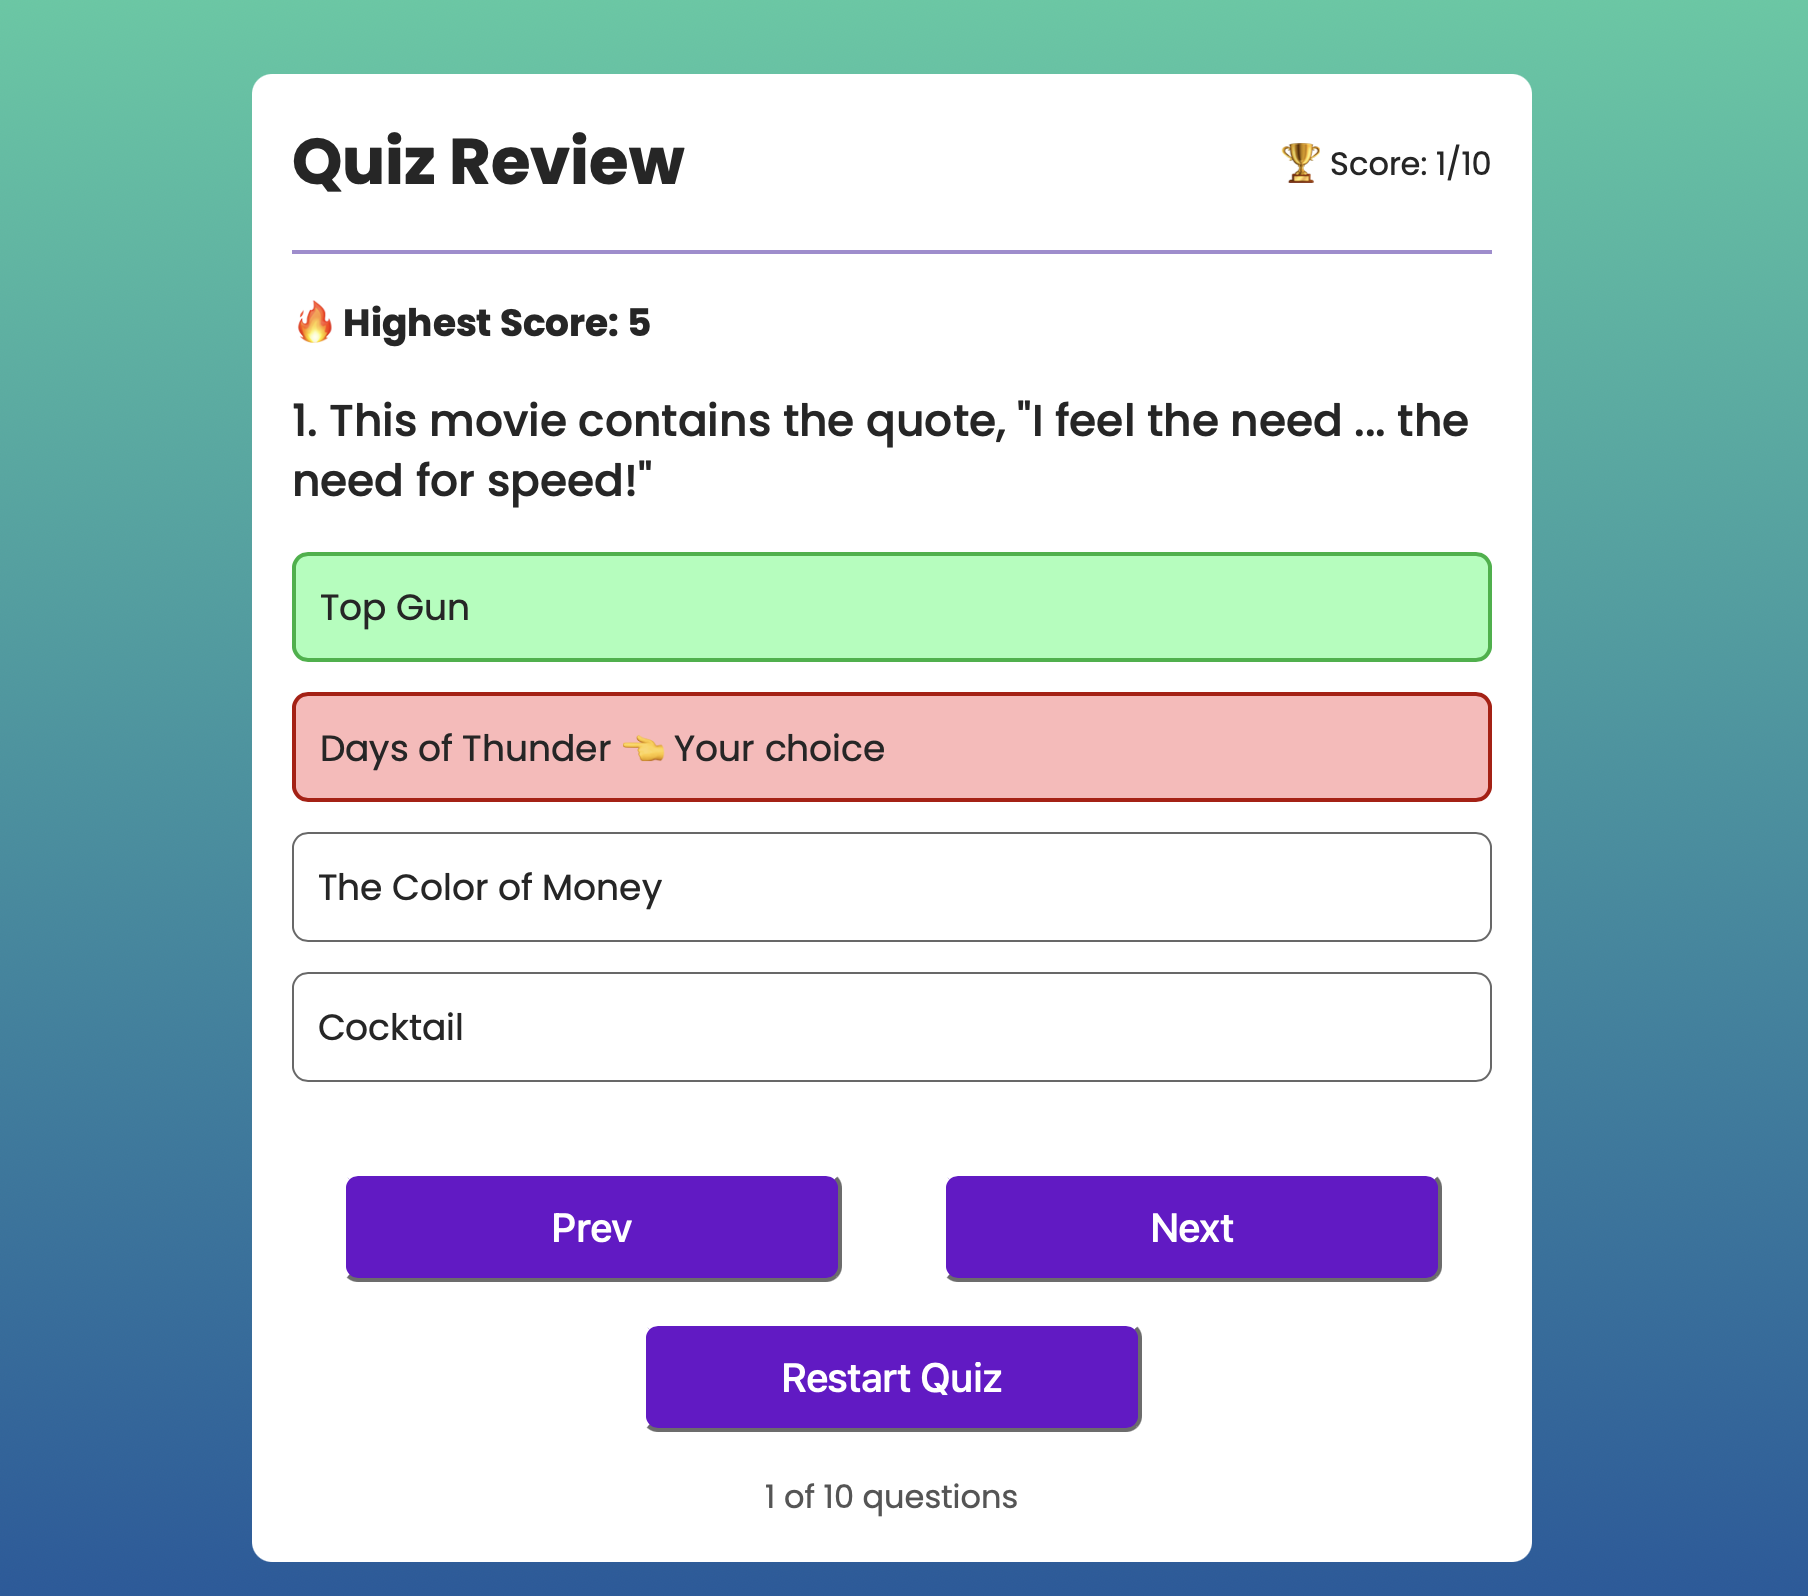 Quiz Review
🏆 Score: 1/10
🔥 Highest Score: 5
1. This movie contains the quote, "I feel the need ... the
need for speed!"
Top Gun
Days of Thunder 👈 Your choice
The Color of Money
Cocktail
Prev
Next
Restart Quiz
1 of 10 questions